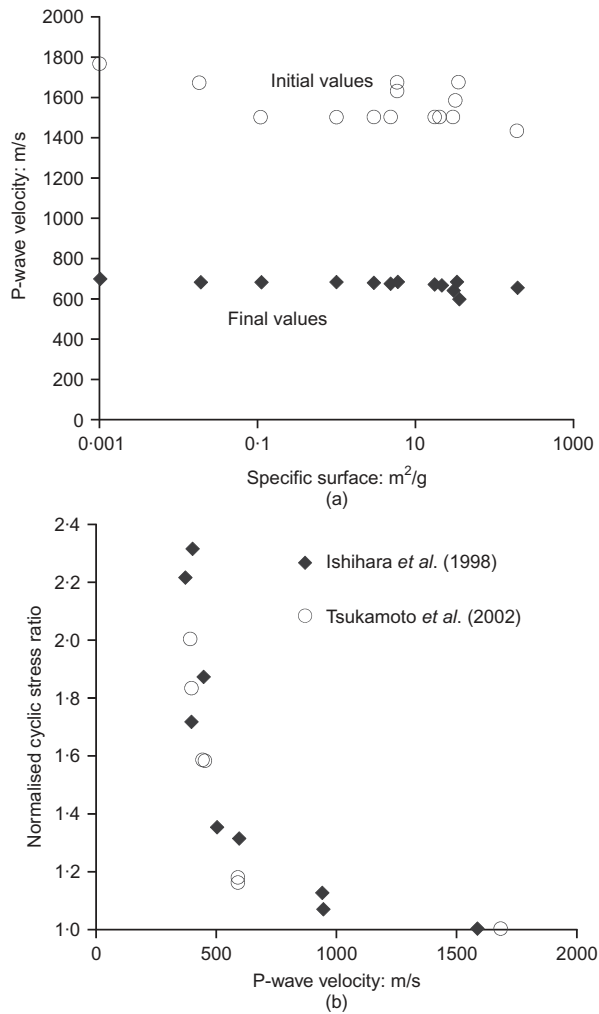 2000
1800
1600
1400
1200
1000
800
600
400
200
0
P-wave velocity: m/s
Initial values
Final values
0·001
0·1
10
1000
Specific surface: m²/g
(a)
2·4
2·2
2·0
1·8
1·6
1·4
1·2
1·0
Normalised cyclic stress ratio
Ishihara et al. (1998)
Tsukamoto et al. (2002)
0
500
1000
1500
2000
P-wave velocity: m/s
(b)